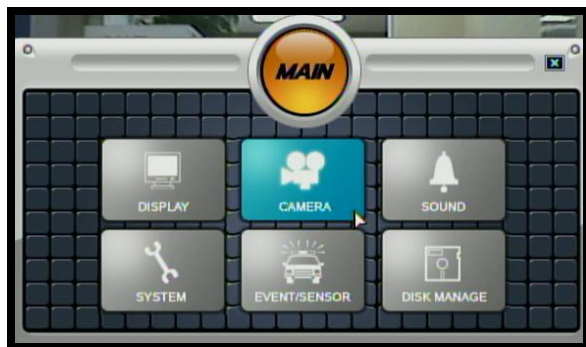 MAIN
DISPLAY
CAMERA
SOUND
SYSTEM
EVENT/SENSOR
DISK MANAGE